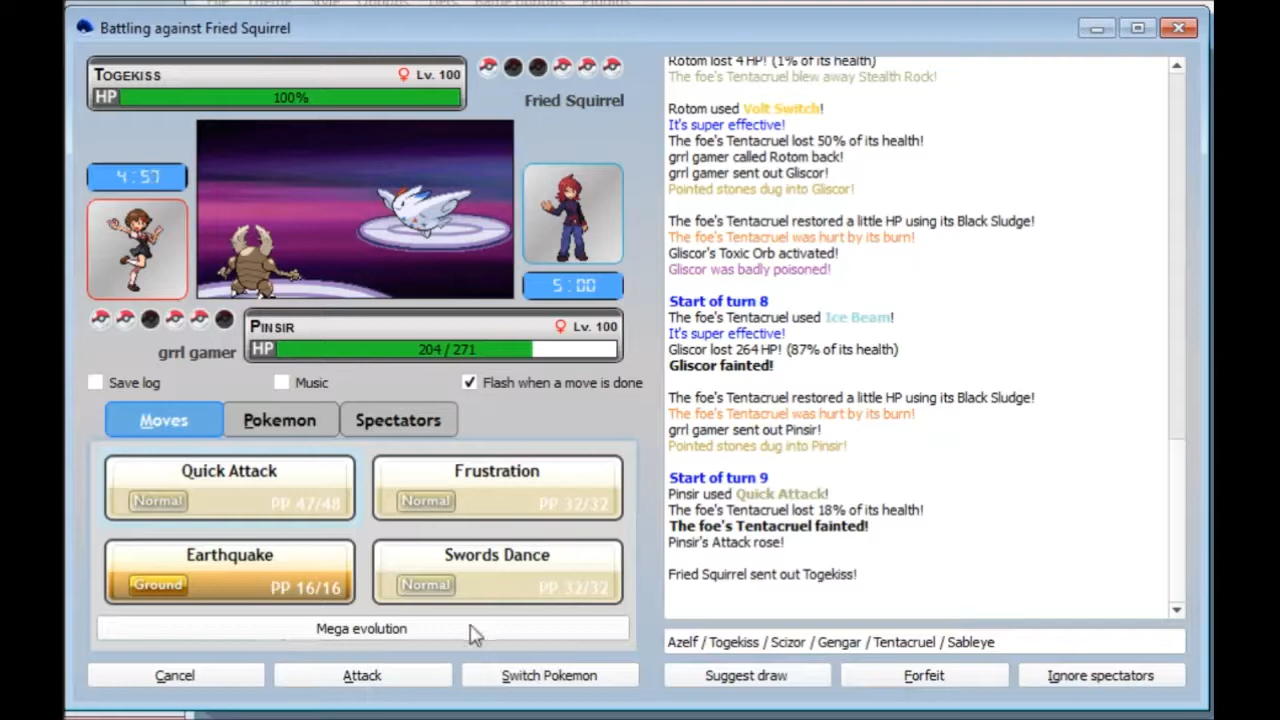 Battling against Fried Squirrel
TOGEKISS ♀ Lv. 100
HP 100%
Fried Squirrel
4:57
5:00
PINSIR ♀ Lv. 100
HP 204 / 271
grrl gamer
Save log
Music
Flash when a move is done
Moves
Pokemon
Spectators
Quick Attack
Normal PP 47/48
Frustration
Normal PP 32/32
Earthquake
Ground PP 16/16
Swords Dance
Normal PP 32/32
Mega evolution
Cancel
Attack
Switch Pokemon
Rotom lost 4 HP! (1% of its health)
The foe's Tentacruel blew away Stealth Rock!
Rotom used Volt Switch!
It's super effective!
The foe's Tentacruel lost 50% of its health!
grrl gamer called Rotom back!
grrl gamer sent out Gliscor!
Pointed stones dug into Gliscor!
The foe's Tentacruel restored a little HP using its Black Sludge!
The foe's Tentacruel was hurt by its burn!
Gliscor's Toxic Orb activated!
Gliscor was badly poisoned!
Start of turn 8
The foe's Tentacruel used Ice Beam!
It's super effective!
Gliscor lost 264 HP! (87% of its health)
Gliscor fainted!
The foe's Tentacruel restored a little HP using its Black Sludge!
The foe's Tentacruel was hurt by its burn!
grrl gamer sent out Pinsir!
Pointed stones dug into Pinsir!
Start of turn 9
Pinsir used Quick Attack!
The foe's Tentacruel lost 18% of its health!
The foe's Tentacruel fainted!
Pinsir's Attack rose!
Fried Squirrel sent out Togekiss!
Azelf / Togekiss / Scizor / Gengar / Tentacruel / Sableye
Suggest draw
Forfeit
Ignore spectators